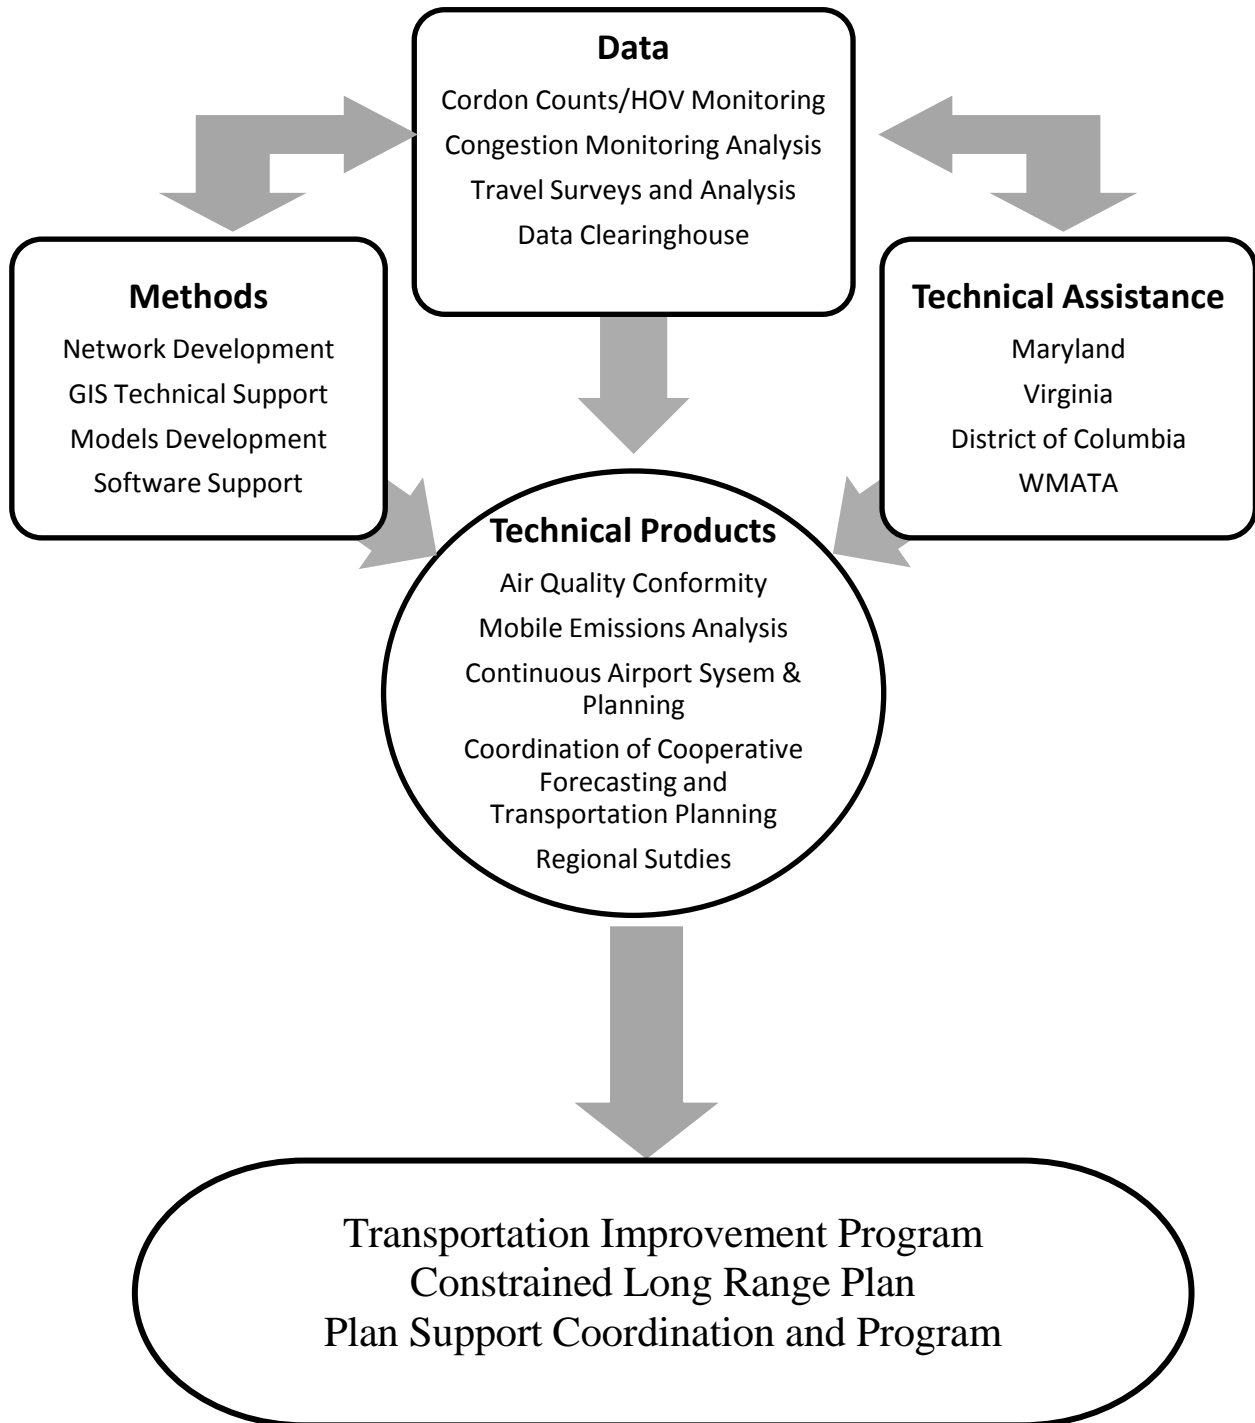 Data
Cordon Counts/HOV Monitoring
Congestion Monitoring Analysis
Travel Surveys and Analysis
Data Clearinghouse
Methods
Network Development
GIS Technical Support
Models Development
Software Support
Technical Assistance
Maryland
Virginia
District of Columbia
WMATA
Technical Products
Air Quality Conformity
Mobile Emissions Analysis
Continuous Airport Sysem &
Planning
Coordination of Cooperative
Forecasting and
Transportation Planning
Regional Sutdies
Transportation Improvement Program
Constrained Long Range Plan
Plan Support Coordination and Program